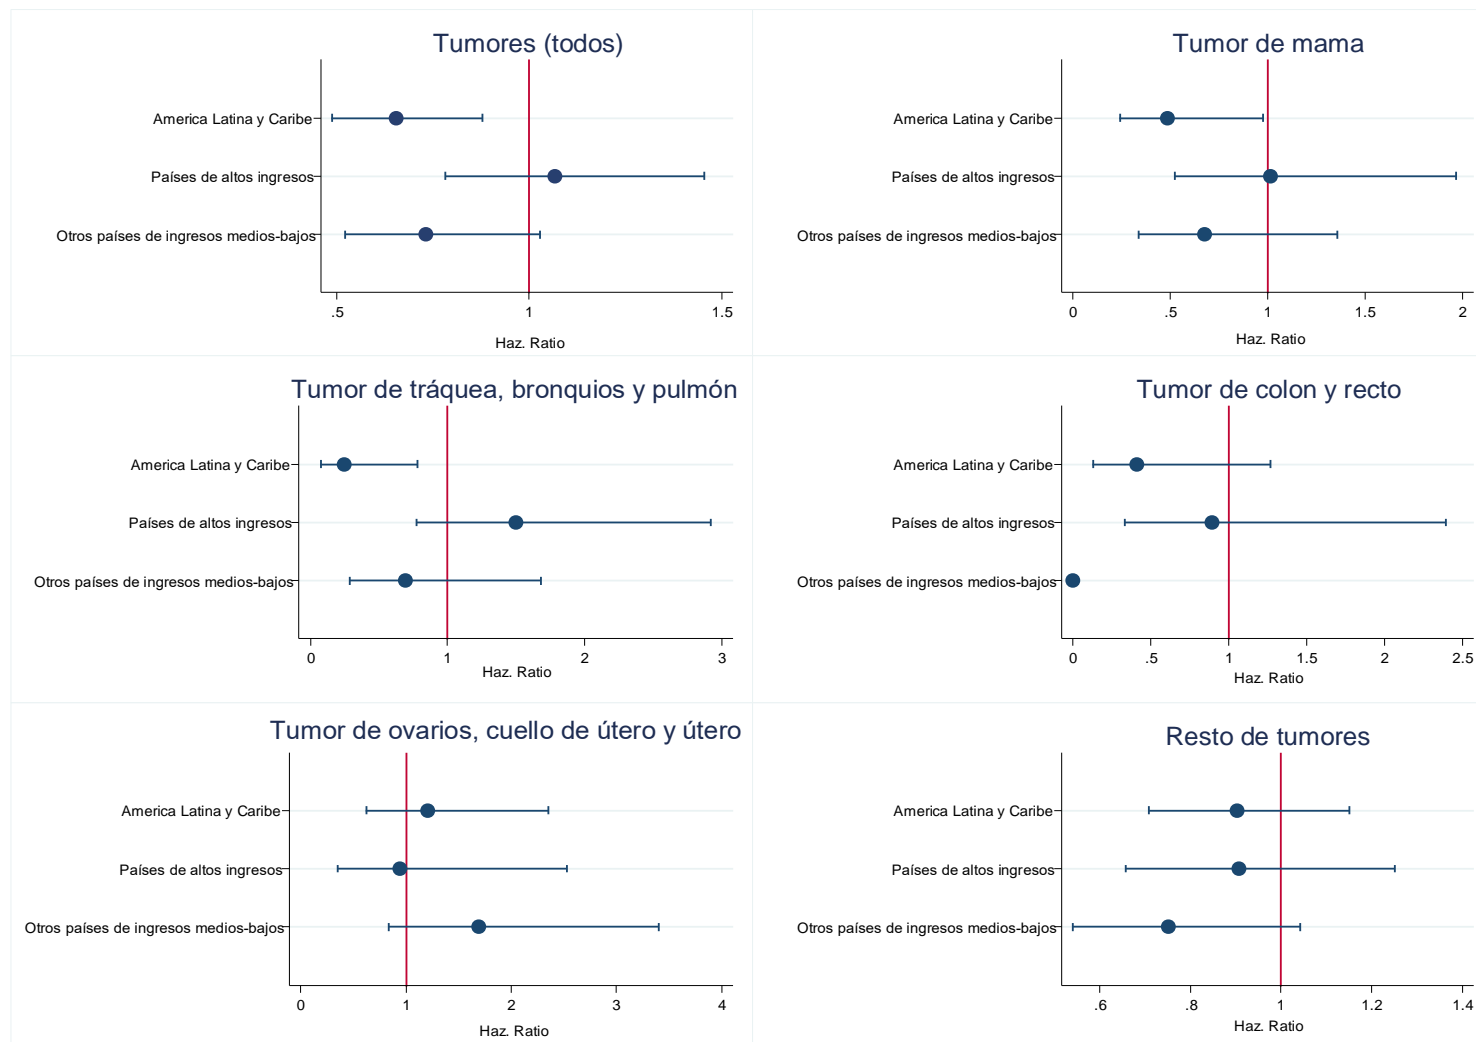 Tumores (todos)
America Latina y Caribe
Países de altos ingresos
Otros países de ingresos medios-bajos
.5 1 1.5
Haz. Ratio
Tumor de mama
America Latina y Caribe
Países de altos ingresos
Otros países de ingresos medios-bajos
0 .5 1 1.5 2
Haz. Ratio
Tumor de tráquea, bronquios y pulmón
America Latina y Caribe
Países de altos ingresos
Otros países de ingresos medios-bajos
0 1 2 3
Haz. Ratio
Tumor de colon y recto
America Latina y Caribe
Países de altos ingresos
Otros países de ingresos medios-bajos
0 .5 1 1.5 2 2.5
Haz. Ratio
Tumor de ovarios, cuello de útero y útero
America Latina y Caribe
Países de altos ingresos
Otros países de ingresos medios-bajos
0 1 2 3 4
Haz. Ratio
Resto de tumores
America Latina y Caribe
Países de altos ingresos
Otros países de ingresos medios-bajos
.6 .8 1 1.2 1.4
Haz. Ratio